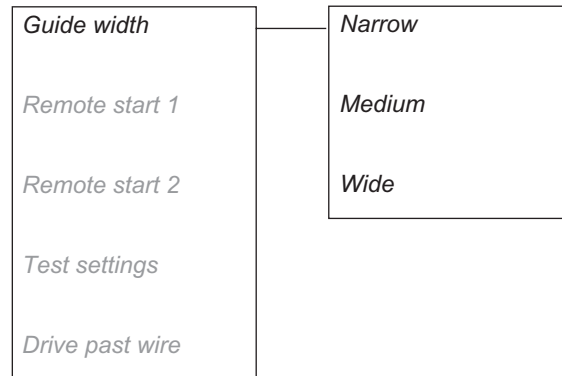 Guide width
Remote start 1
Remote start 2
Test settings
Drive past wire
Narrow
Medium
Wide